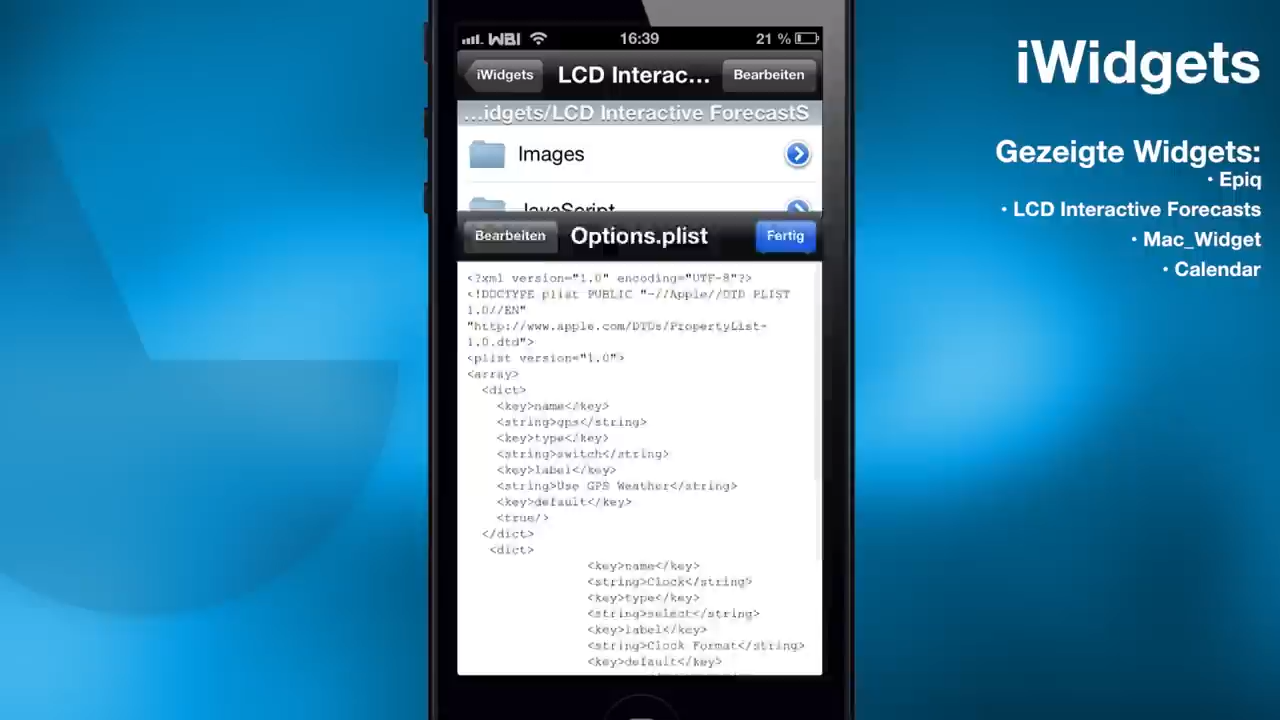 WBI 16:39 21 %
iWidgets LCD Interac... Bearbeiten
...idgets/LCD Interactive ForecastS
Images
JavaScript
Bearbeiten Options.plist Fertig
<?xml version="1.0" encoding="UTF-8"?>
<!DOCTYPE plist PUBLIC "-//Apple//DTD PLIST
1.0//EN"
"http://www.apple.com/DTDs/PropertyList-
1.0.dtd">
<plist version="1.0">
<array>
<dict>
<key>name</key>
<string>gps</string>
<key>type</key>
<string>switch</string>
<key>label</key>
<string>Use GPS Weather</string>
<key>default</key>
<true/>
</dict>
<dict>
<key>name</key>
<string>Clock</string>
<key>type</key>
<string>select</string>
<key>label</key>
<string>Clock Format</string>
<key>default</key>
iWidgets
Gezeigte Widgets:
· Epiq
· LCD Interactive Forecasts
· Mac_Widget
· Calendar